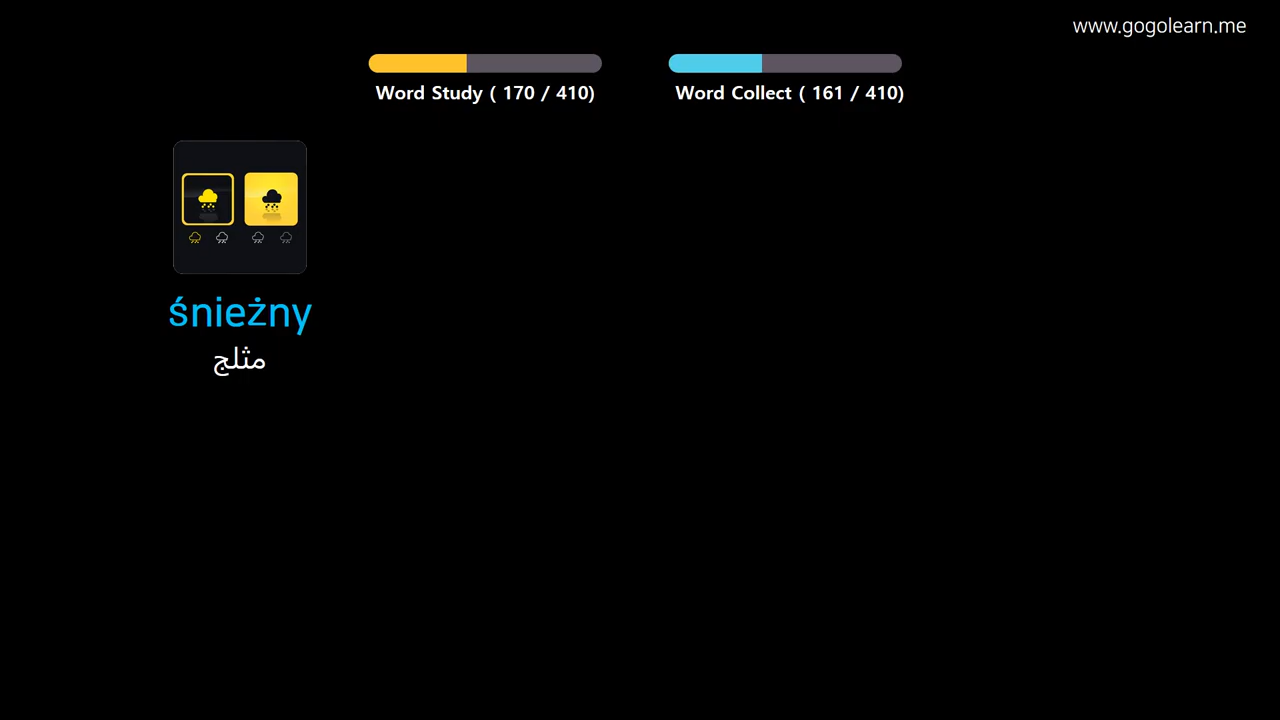 www.gogolearn.me
Word Study ( 170 / 410)
Word Collect ( 161 / 410)
śnieżny
مثلج